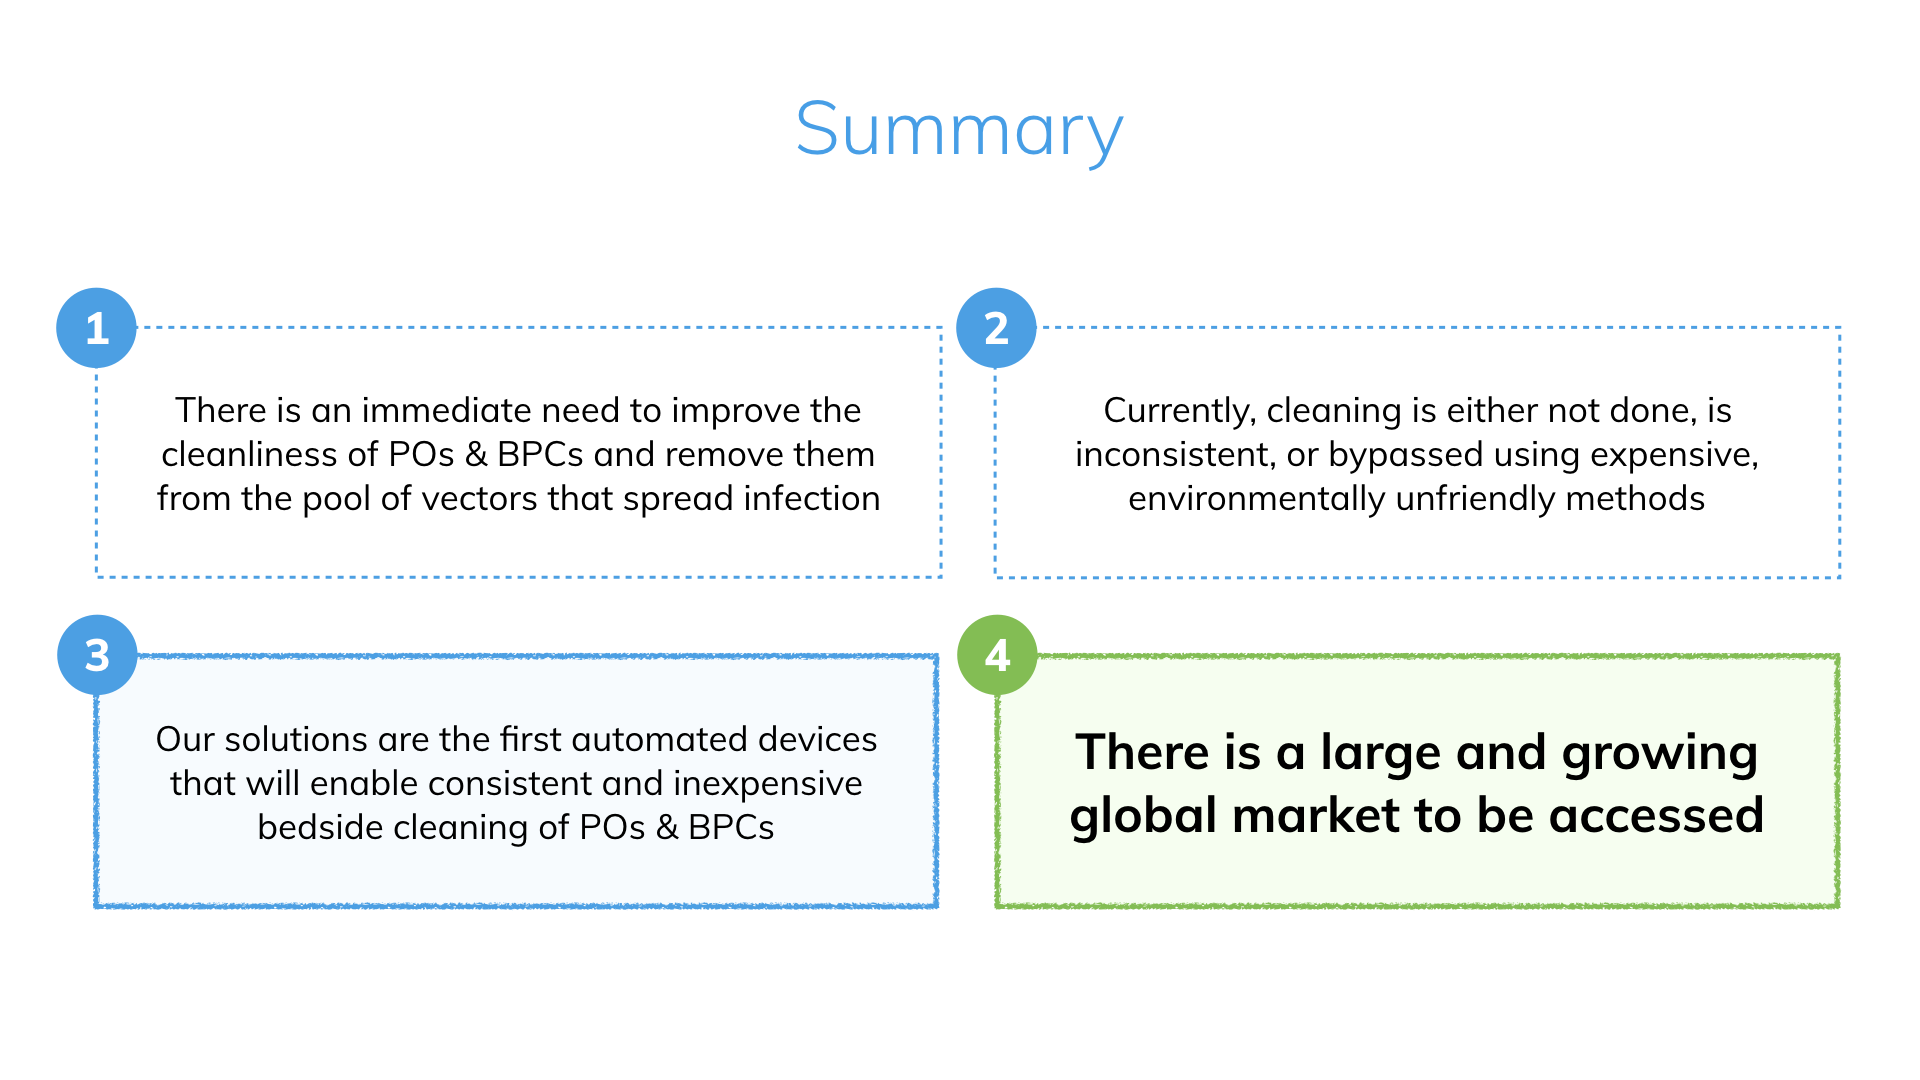 Summary
1
There is an immediate need to improve the
cleanliness of POs & BPCs and remove them
from the pool of vectors that spread infection
2
Currently, cleaning is either not done, is
inconsistent, or bypassed using expensive,
environmentally unfriendly methods
3
Our solutions are the first automated devices
that will enable consistent and inexpensive
bedside cleaning of POs & BPCs
4
There is a large and growing
global market to be accessed